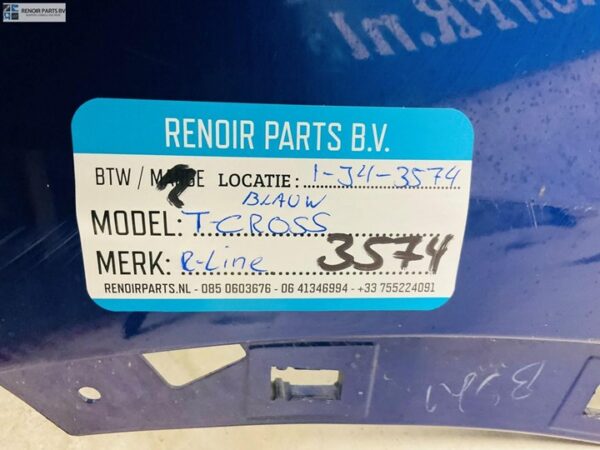 RENOIR PARTS BV
RENOIR PARTS B.V.
BTW / LOCATIE: 1-J4-3574
BLAUW
MODEL: T-CROSS
MERK: R-Line 3574
RENOIRPARTS.NL - 085 0603676 - 06 41346994 - +33 755224091